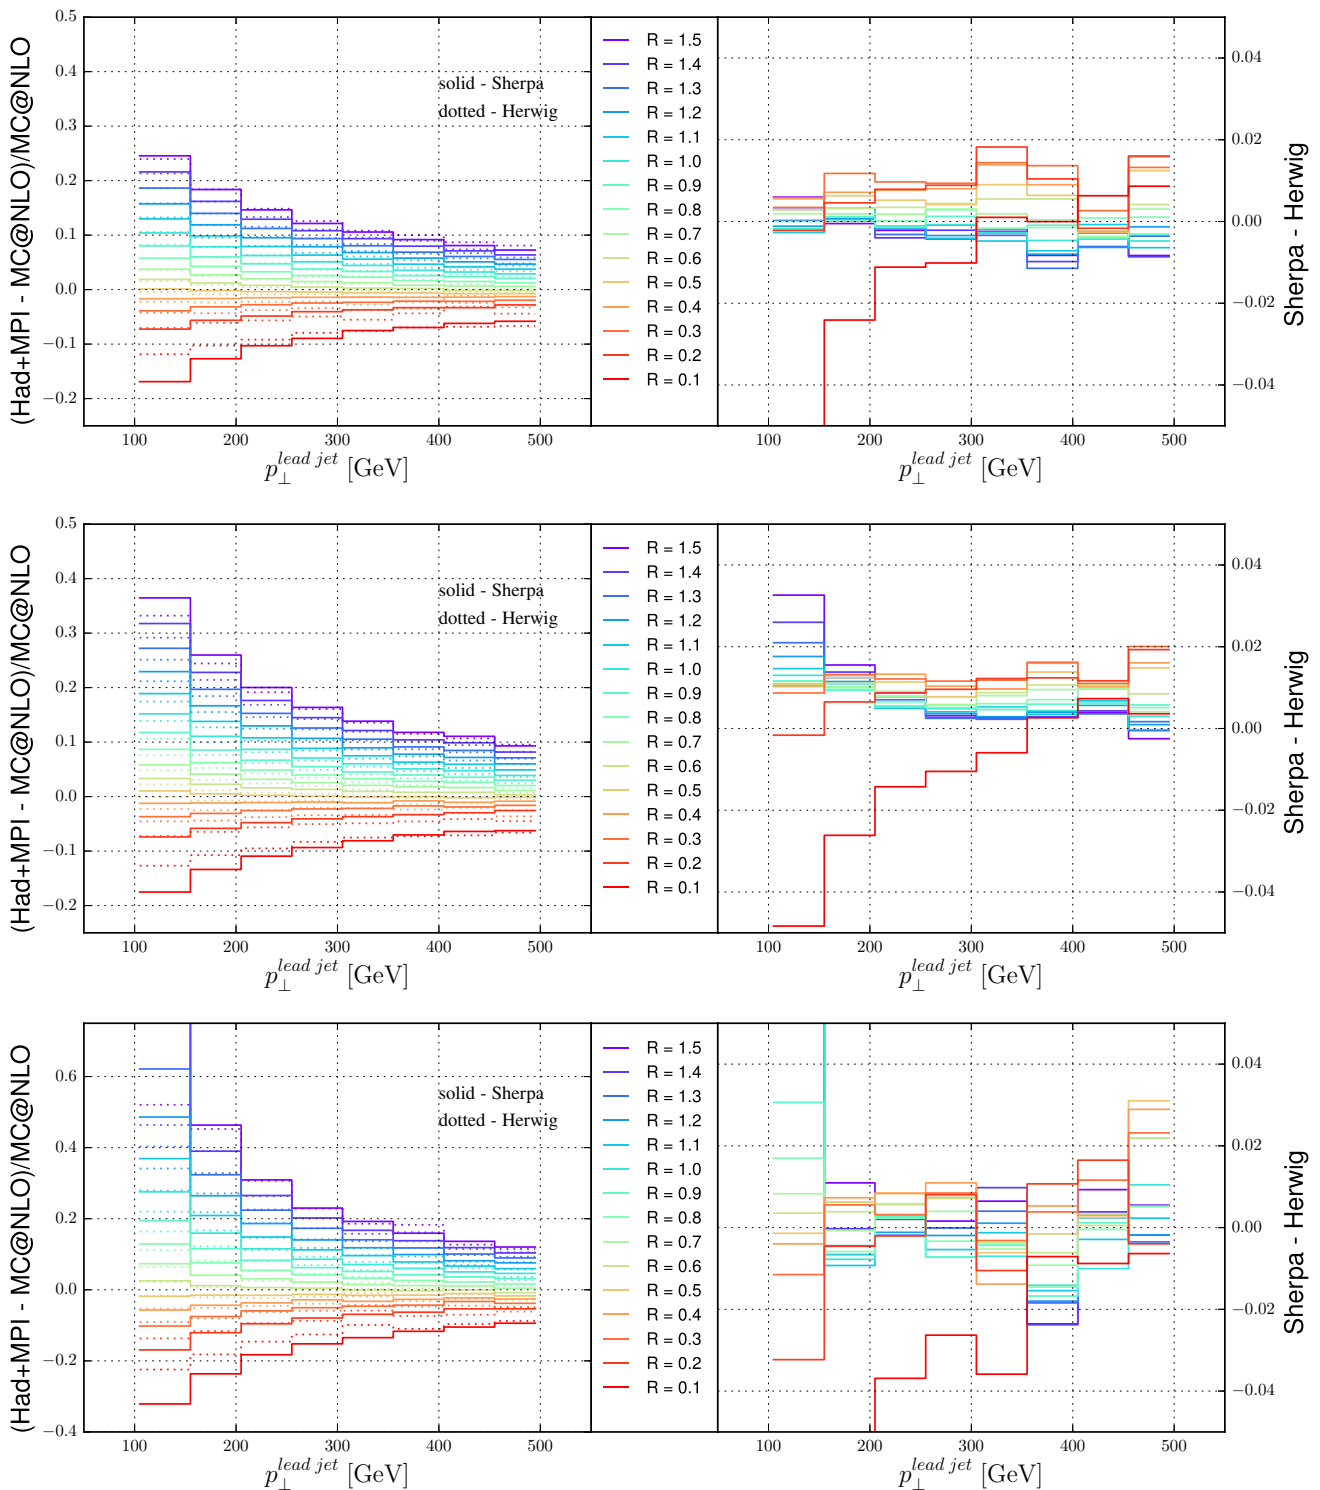 (Had+MPI - MC@NLO)/MC@NLO
0.5
0.4
0.3
0.2
0.1
0.0
−0.1
−0.2
100 200 300 400 500
p⊥^lead jet [GeV]
solid - Sherpa
dotted - Herwig
R = 1.5
R = 1.4
R = 1.3
R = 1.2
R = 1.1
R = 1.0
R = 0.9
R = 0.8
R = 0.7
R = 0.6
R = 0.5
R = 0.4
R = 0.3
R = 0.2
R = 0.1
0.04
0.02
0.00
−0.02
−0.04
Sherpa - Herwig
100 200 300 400 500
p⊥^lead jet [GeV]
(Had+MPI - MC@NLO)/MC@NLO
0.5
0.4
0.3
0.2
0.1
0.0
−0.1
−0.2
100 200 300 400 500
p⊥^lead jet [GeV]
solid - Sherpa
dotted - Herwig
R = 1.5
R = 1.4
R = 1.3
R = 1.2
R = 1.1
R = 1.0
R = 0.9
R = 0.8
R = 0.7
R = 0.6
R = 0.5
R = 0.4
R = 0.3
R = 0.2
R = 0.1
0.04
0.02
0.00
−0.02
−0.04
Sherpa - Herwig
100 200 300 400 500
p⊥^lead jet [GeV]
(Had+MPI - MC@NLO)/MC@NLO
0.6
0.4
0.2
0.0
−0.2
−0.4
100 200 300 400 500
p⊥^lead jet [GeV]
solid - Sherpa
dotted - Herwig
R = 1.5
R = 1.4
R = 1.3
R = 1.2
R = 1.1
R = 1.0
R = 0.9
R = 0.8
R = 0.7
R = 0.6
R = 0.5
R = 0.4
R = 0.3
R = 0.2
R = 0.1
0.04
0.02
0.00
−0.02
−0.04
Sherpa - Herwig
100 200 300 400 500
p⊥^lead jet [GeV]